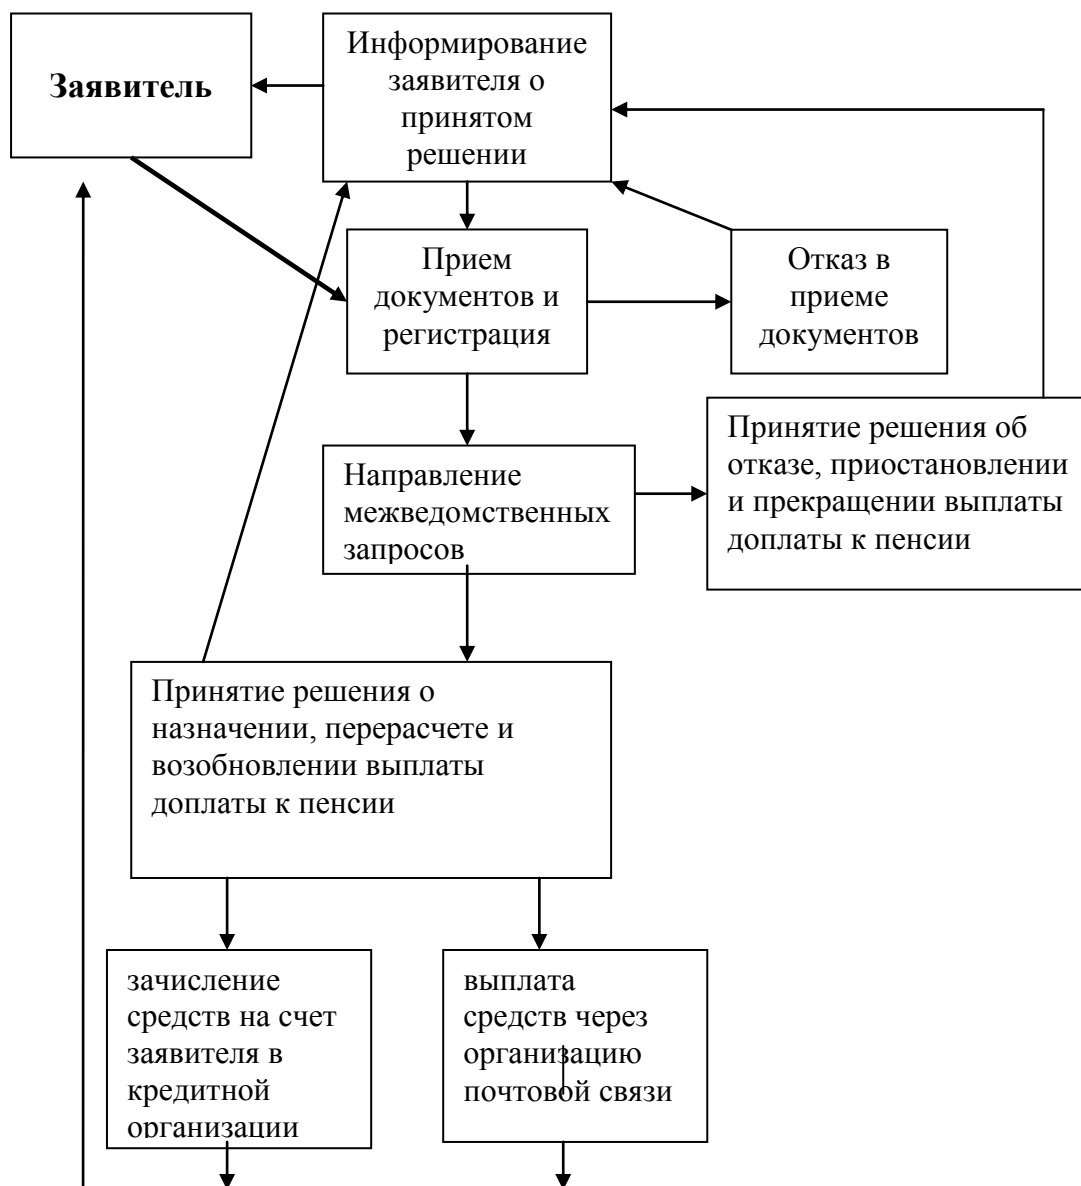 Заявитель
Информирование
заявителя о
принятом
решении
Прием
документов и
регистрация
Отказ в
приеме
документов
Направление
межведомственных
запросов
Принятие решения об
отказе, приостановлении
и прекращении выплаты
доплаты к пенсии
Принятие решения о
назначении, перерасчете и
возобновлении выплаты
доплаты к пенсии
зачисление
средств на счет
заявителя в
кредитной
организации
выплата
средств через
организацию
почтовой связи